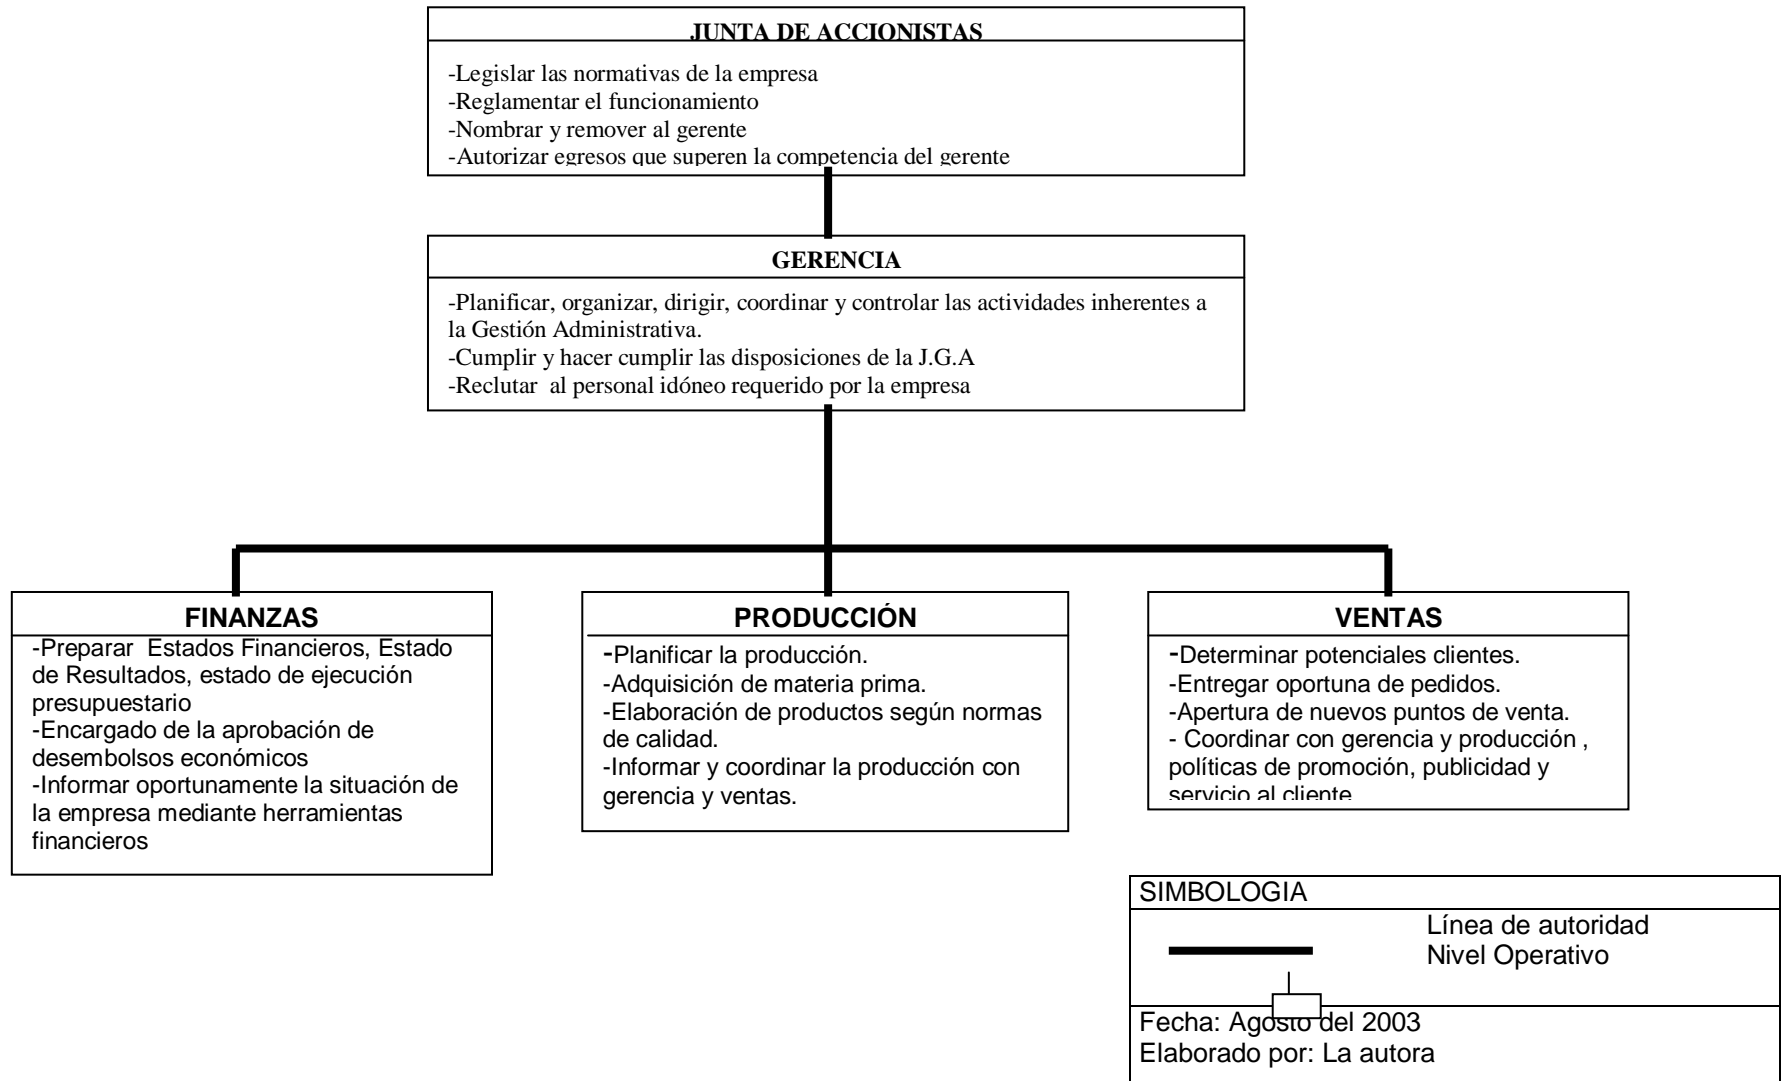 JUNTA DE ACCIONISTAS
-Legislar las normativas de la empresa
-Reglamentar el funcionamiento
-Nombrar y remover al gerente
-Autorizar egresos que superen la competencia del gerente
GERENCIA
-Planificar, organizar, dirigir, coordinar y controlar las actividades inherentes a
la Gestión Administrativa.
-Cumplir y hacer cumplir las disposiciones de la J.G.A
-Reclutar al personal idóneo requerido por la empresa
FINANZAS
-Preparar Estados Financieros, Estado
de Resultados, estado de ejecución
presupuestario
-Encargado de la aprobación de
desembolsos económicos
-Informar oportunamente la situación de
la empresa mediante herramientas
financieros
PRODUCCIÓN
-Planificar la producción.
-Adquisición de materia prima.
-Elaboración de productos según normas
de calidad.
-Informar y coordinar la producción con
gerencia y ventas.
VENTAS
-Determinar potenciales clientes.
-Entregar oportuna de pedidos.
-Apertura de nuevos puntos de venta.
- Coordinar con gerencia y producción ,
políticas de promoción, publicidad y
servicio al cliente
SIMBOLOGIA
Línea de autoridad
Nivel Operativo
Fecha: Agosto del 2003
Elaborado por: La autora